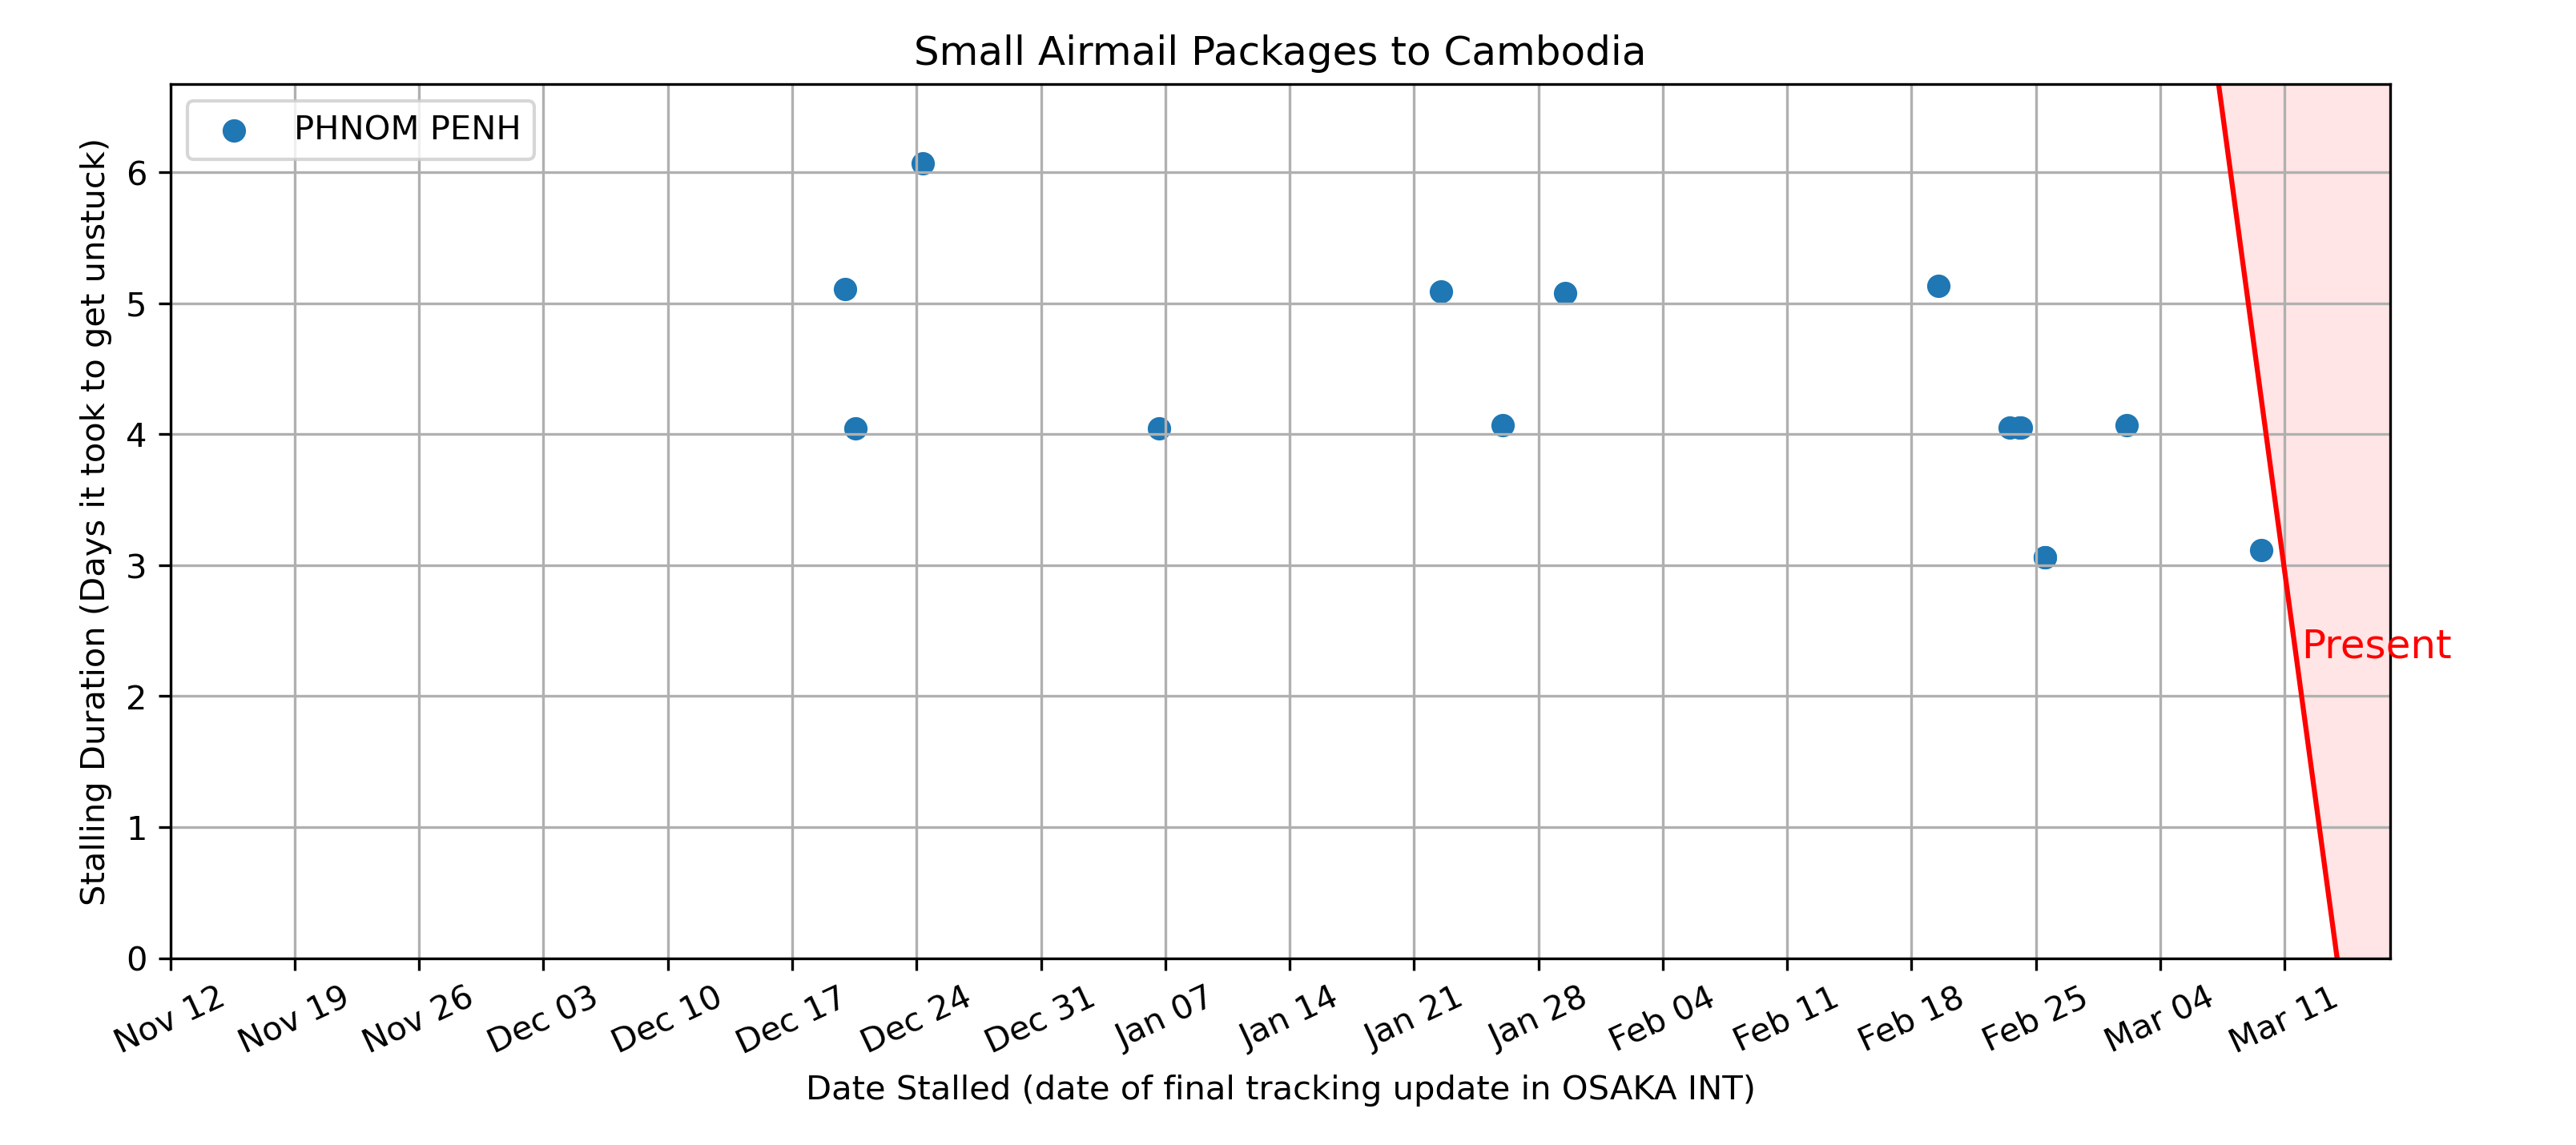 Small Airmail Packages to Cambodia
PHNOM PENH
Stalling Duration (Days it took to get unstuck)
6
5
4
3
2
1
0
Present
Nov 12
Nov 19
Nov 26
Dec 03
Dec 10
Dec 17
Dec 24
Dec 31
Jan 07
Jan 14
Jan 21
Jan 28
Feb 04
Feb 11
Feb 18
Feb 25
Mar 04
Mar 11
Date Stalled (date of final tracking update in OSAKA INT)